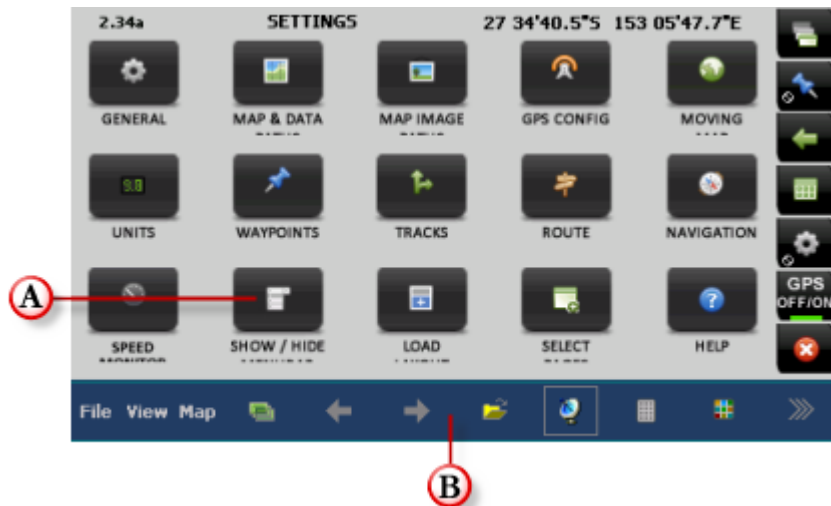 2.34a SETTINGS 27 34'40.5"S 153 05'47.7"E
GENERAL MAP & DATA MAP IMAGE GPS CONFIG MOVING
9.8
UNITS WAYPOINTS TRACKS ROUTE NAVIGATION
GPS
OFF/ON
A
SPEED SHOW / HIDE LOAD SELECT HELP
File View Map
B